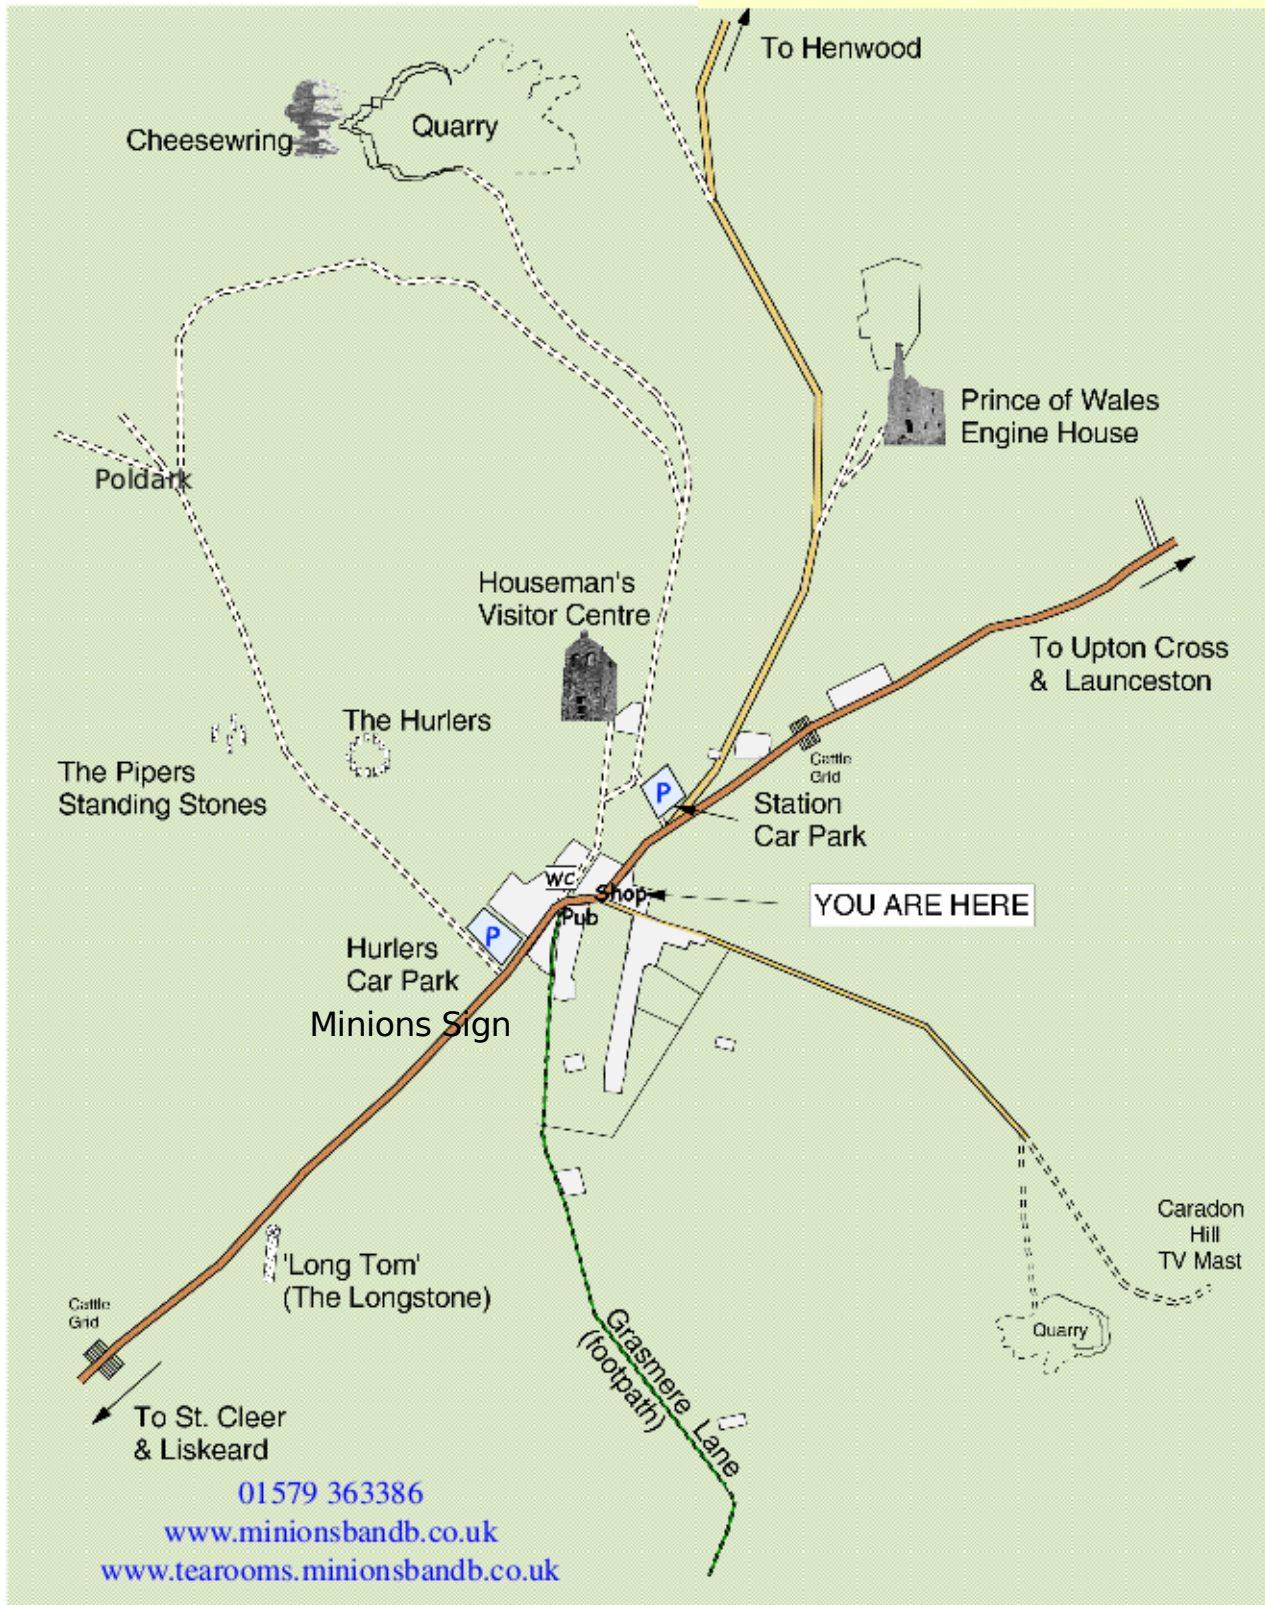 To Henwood
Quarry
Cheesewring
Prince of Wales
Engine House
Poldark
Houseman's
Visitor Centre
To Upton Cross
& Launceston
The Hurlers
The Pipers
Standing Stones
Cattle
Grid
P
Station
Car Park
WC
Shop
YOU ARE HERE
Pub
P
Hurlers
Car Park
Minions Sign
Caradon
Hill
TV Mast
'Long Tom'
(The Longstone)
Cattle
Grid
Quarry
Grasmere Lane
(footpath)
To St. Cleer
& Liskeard
01579 363386
www.minionsbandb.co.uk
www.tearooms.minionsbandb.co.uk